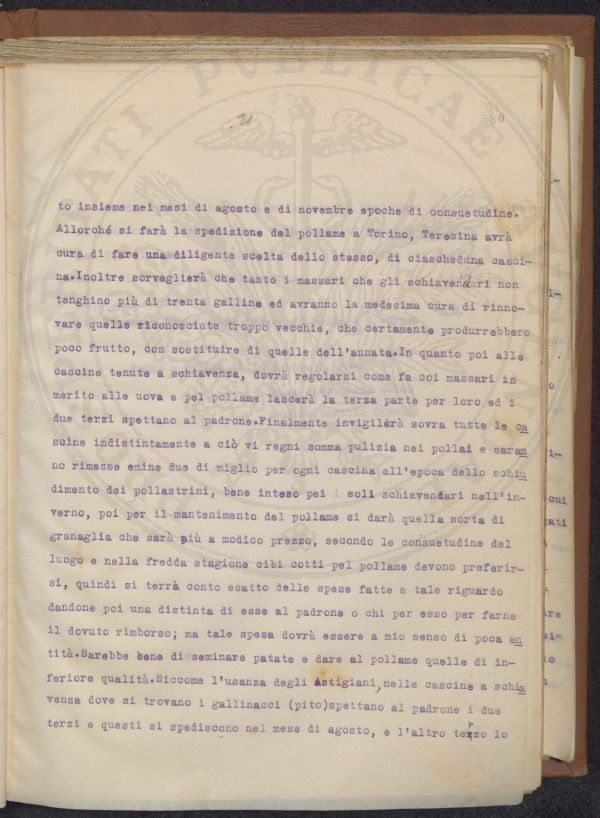 21
80
to insieme nei mesi di agosto e di novembre epoche di consuetudine.
Allorché si farà la spedizione del pollame a Torino, Teresina avrà
cura di fare una diligente scelta dello stesso, di ciascheduna casci-
na.Inoltre sorveglierà che tanto i massari che gli schiavendari non
tenghino più di trenta galline ed avranno la medesima cura di rinno-
vare quelle riconosciute troppo vecchie, che certamente produrrebbero
poco frutto, con sostituire di quelle dell'annata.In quanto poi alle
cascine tenute a schiavenza, dovrà regolarsi come fa coi massari in
merito alle uova e pel pollame lascerà la terza parte per loro ed i
due terzi spettano al padrone.Finalmente invigilerà sovra tutte le ca
scine indistintamente a ciò vi regni somma pulizia nei pollai e saran
no rimesse emine due di miglio per ogni cascina all'epoca dello schiu
dimento dei pollastrini, bene inteso pei i soli schiavendari nell'in-
verno, poi per il mantenimento del pollame si darà quella sorta di
granaglia che sarà più a modico prezzo, secondo le consuetudine del
luogo e nella fredda stagione cibi cotti pel pollame devono preferir-
si, quindi si terrà conto esatto delle spese fatte a tale riguardo
dandone poi una distinta di esse al padrone o chi per esso per farne
il dovuto rimborso; ma tale spesa dovrà essere a mio senso di poca en
tità.Sarebbe bene di seminare patate e dare al pollame quelle di in-
feriore qualità.Siccome l'usanza degli astigiani, nelle cascine a schia
venza dove si trovano i gallinacci (pito)spettano al padrone i due
terzi e questi si spediscono nel mese di agosto, e l'altro terzo lo